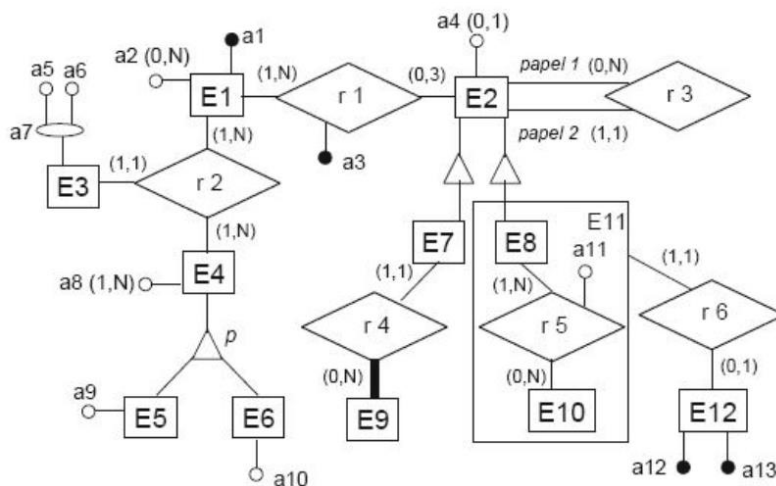 a4 (0,1)
a2 (0,N)
a1
a5
a6
(1,N)
(0,3)
papel 1 (0,N)
E1
r 1
E2
r 3
a7
(1,N)
papel 2 (1,1)
a3
E3
(1,1)
r 2
(1,N)
E7
E8
E11
a8 (1,N)
E4
a11
(1,1)
(1,N)
(1,1)
p
r 4
r 5
r 6
a9
(0,N)
(0,N)
(0,1)
E5
E6
E9
E10
E12
a10
a12
a13